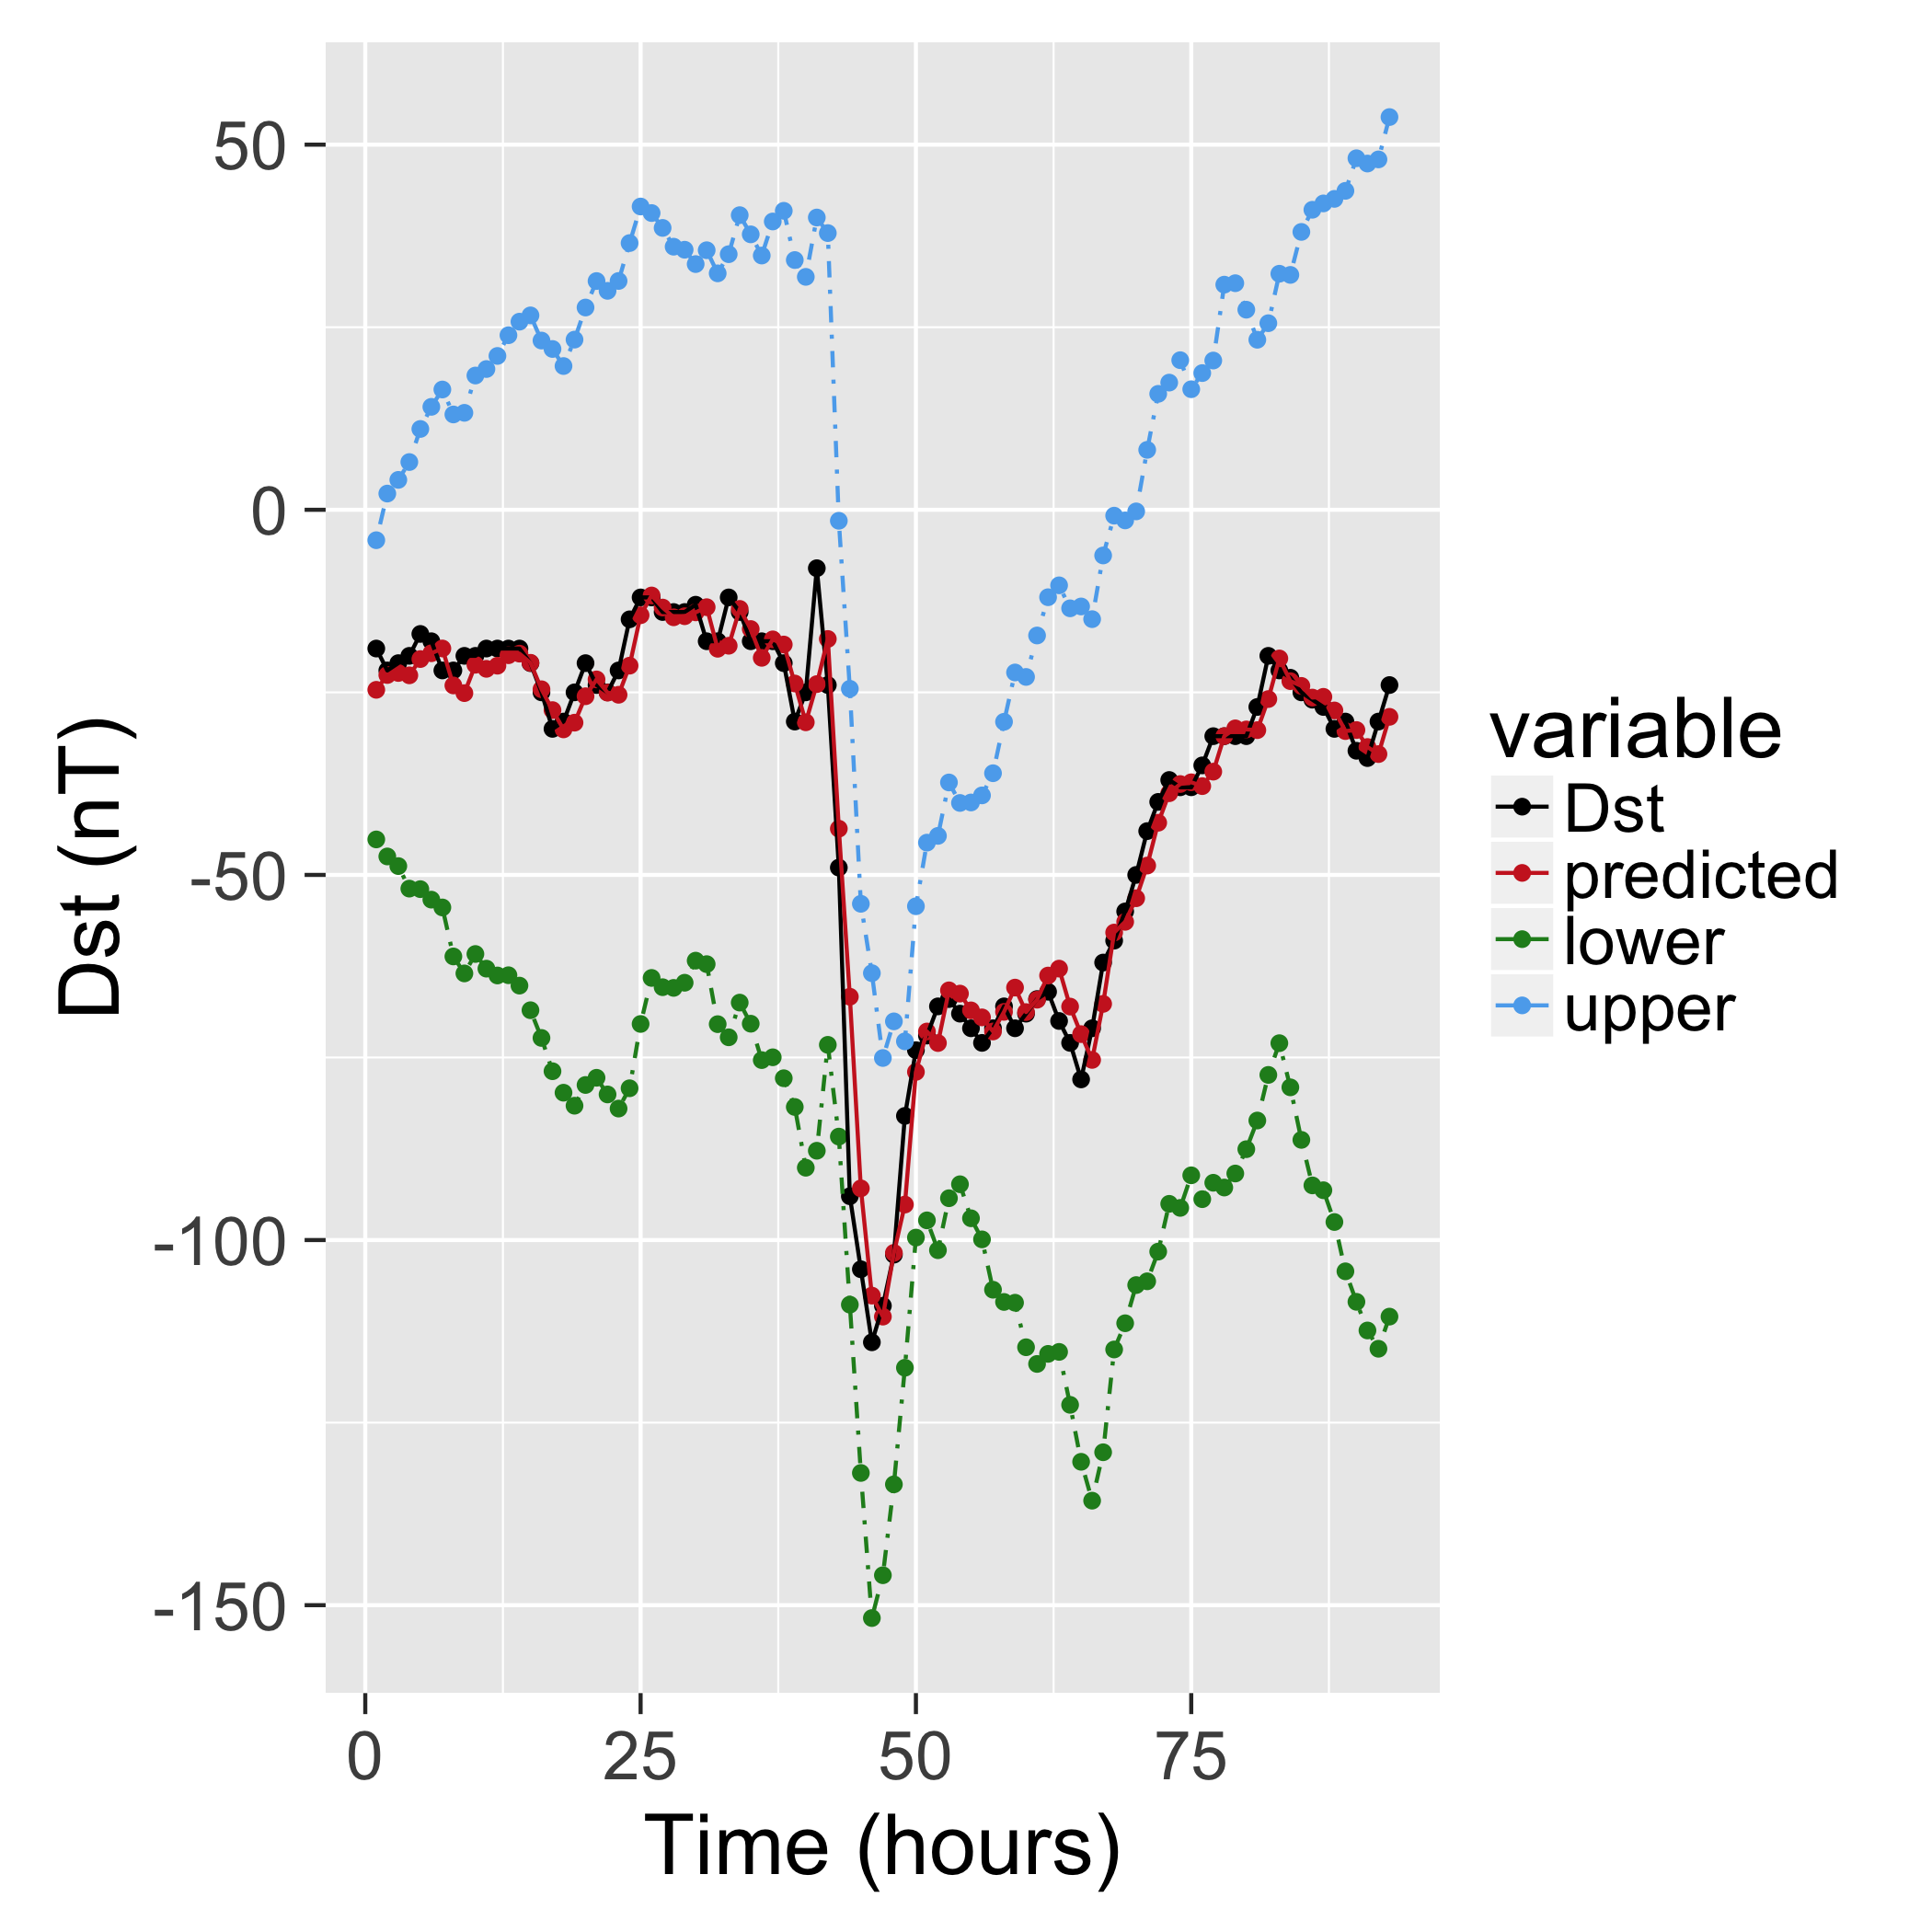 50
0
-50
-100
-150
Dst (nT)
0 25 50 75
Time (hours)
variable
Dst
predicted
lower
upper